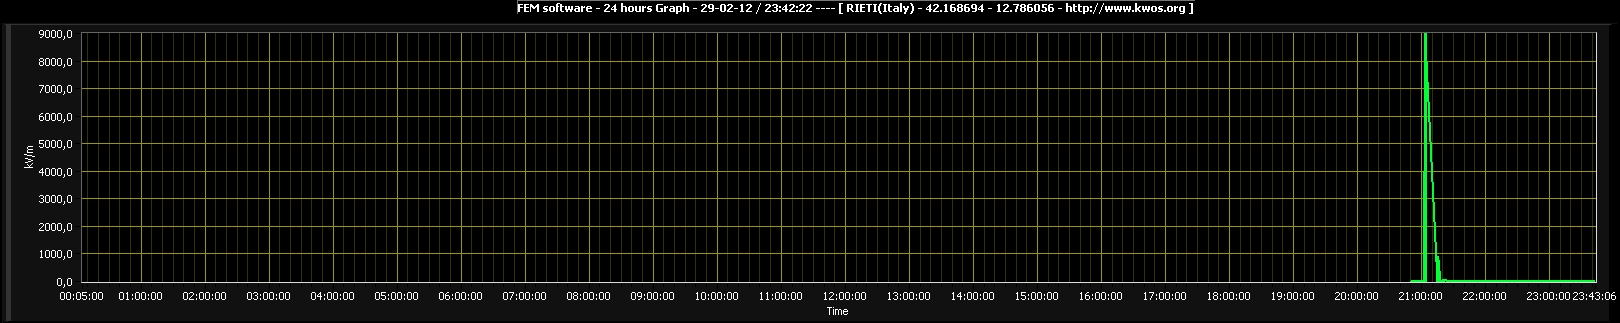 FEM software - 24 hours Graph - 29-02-12 / 23:42:22 ---- [ RIETI(Italy) - 42.168694 - 12.786056 - http://www.kwos.org ]
9000,0
8000,0
7000,0
6000,0
5000,0
4000,0
3000,0
2000,0
1000,0
0,0
kV/m
00:05:00 01:00:00 02:00:00 03:00:00 04:00:00 05:00:00 06:00:00 07:00:00 08:00:00 09:00:00 10:00:00 11:00:00 12:00:00 13:00:00 14:00:00 15:00:00 16:00:00 17:00:00 18:00:00 19:00:00 20:00:00 21:00:00 22:00:00 23:00:00 23:43:06
Time